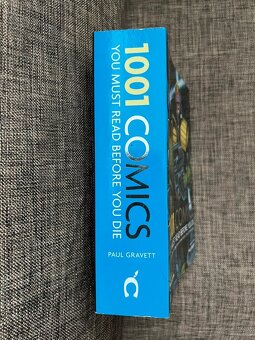 1001 COMICS
YOU MUST READ BEFORE YOU DIE
PAUL GRAVETT